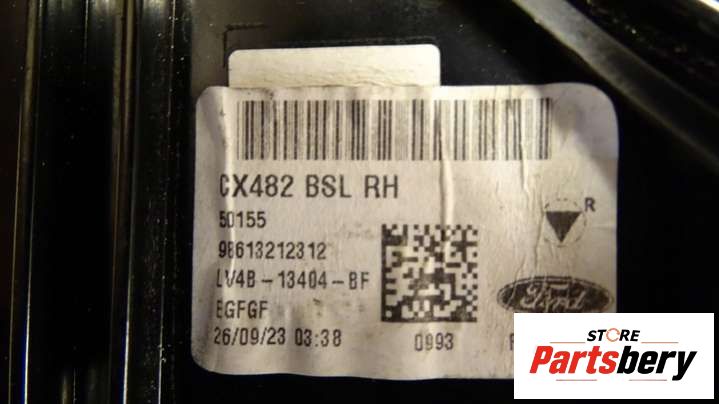 CX482 BSL RH
R
50155
98613212312
LV4B-13404-BF
EGFGF
Ford
26/09/23 03:38
0993
STORE
Partsbery